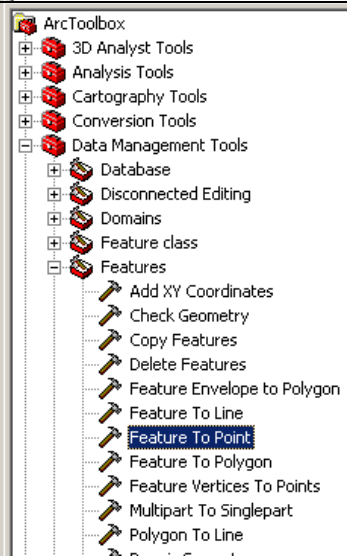 ArcToolbox
3D Analyst Tools
Analysis Tools
Cartography Tools
Conversion Tools
Data Management Tools
Database
Disconnected Editing
Domains
Feature class
Features
Add XY Coordinates
Check Geometry
Copy Features
Delete Features
Feature Envelope to Polygon
Feature To Line
Feature To Point
Feature To Polygon
Feature Vertices To Points
Multipart To Singlepart
Polygon To Line